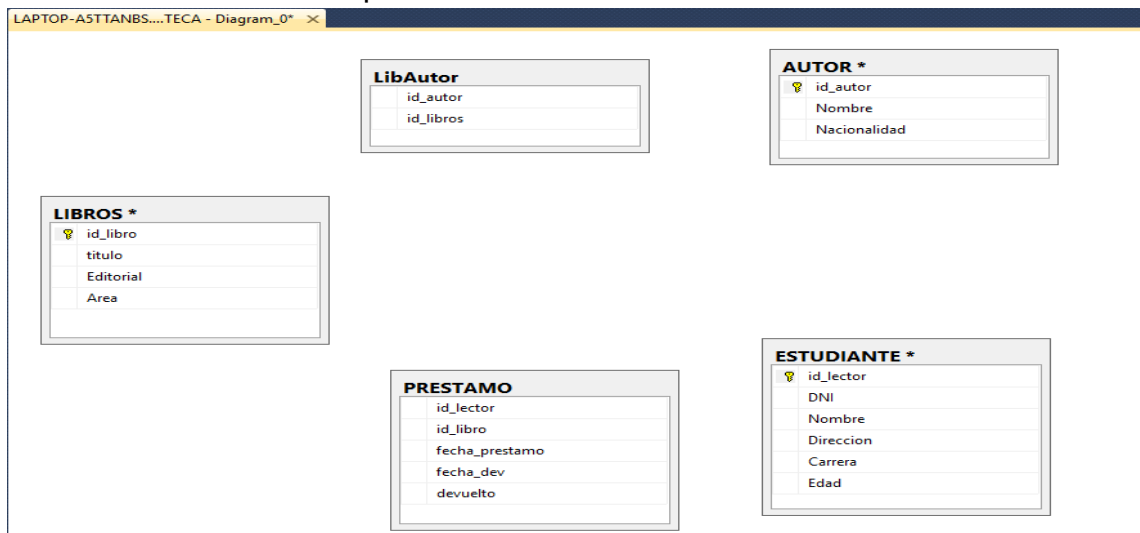 LAPTOP-A5TTANBS....TECA - Diagram_0*
LibAutor
id_autor
id_libros
AUTOR *
id_autor
Nombre
Nacionalidad
LIBROS *
id_libro
titulo
Editorial
Area
PRESTAMO
id_lector
id_libro
fecha_prestamo
fecha_dev
devuelto
ESTUDIANTE *
id_lector
DNI
Nombre
Direccion
Carrera
Edad